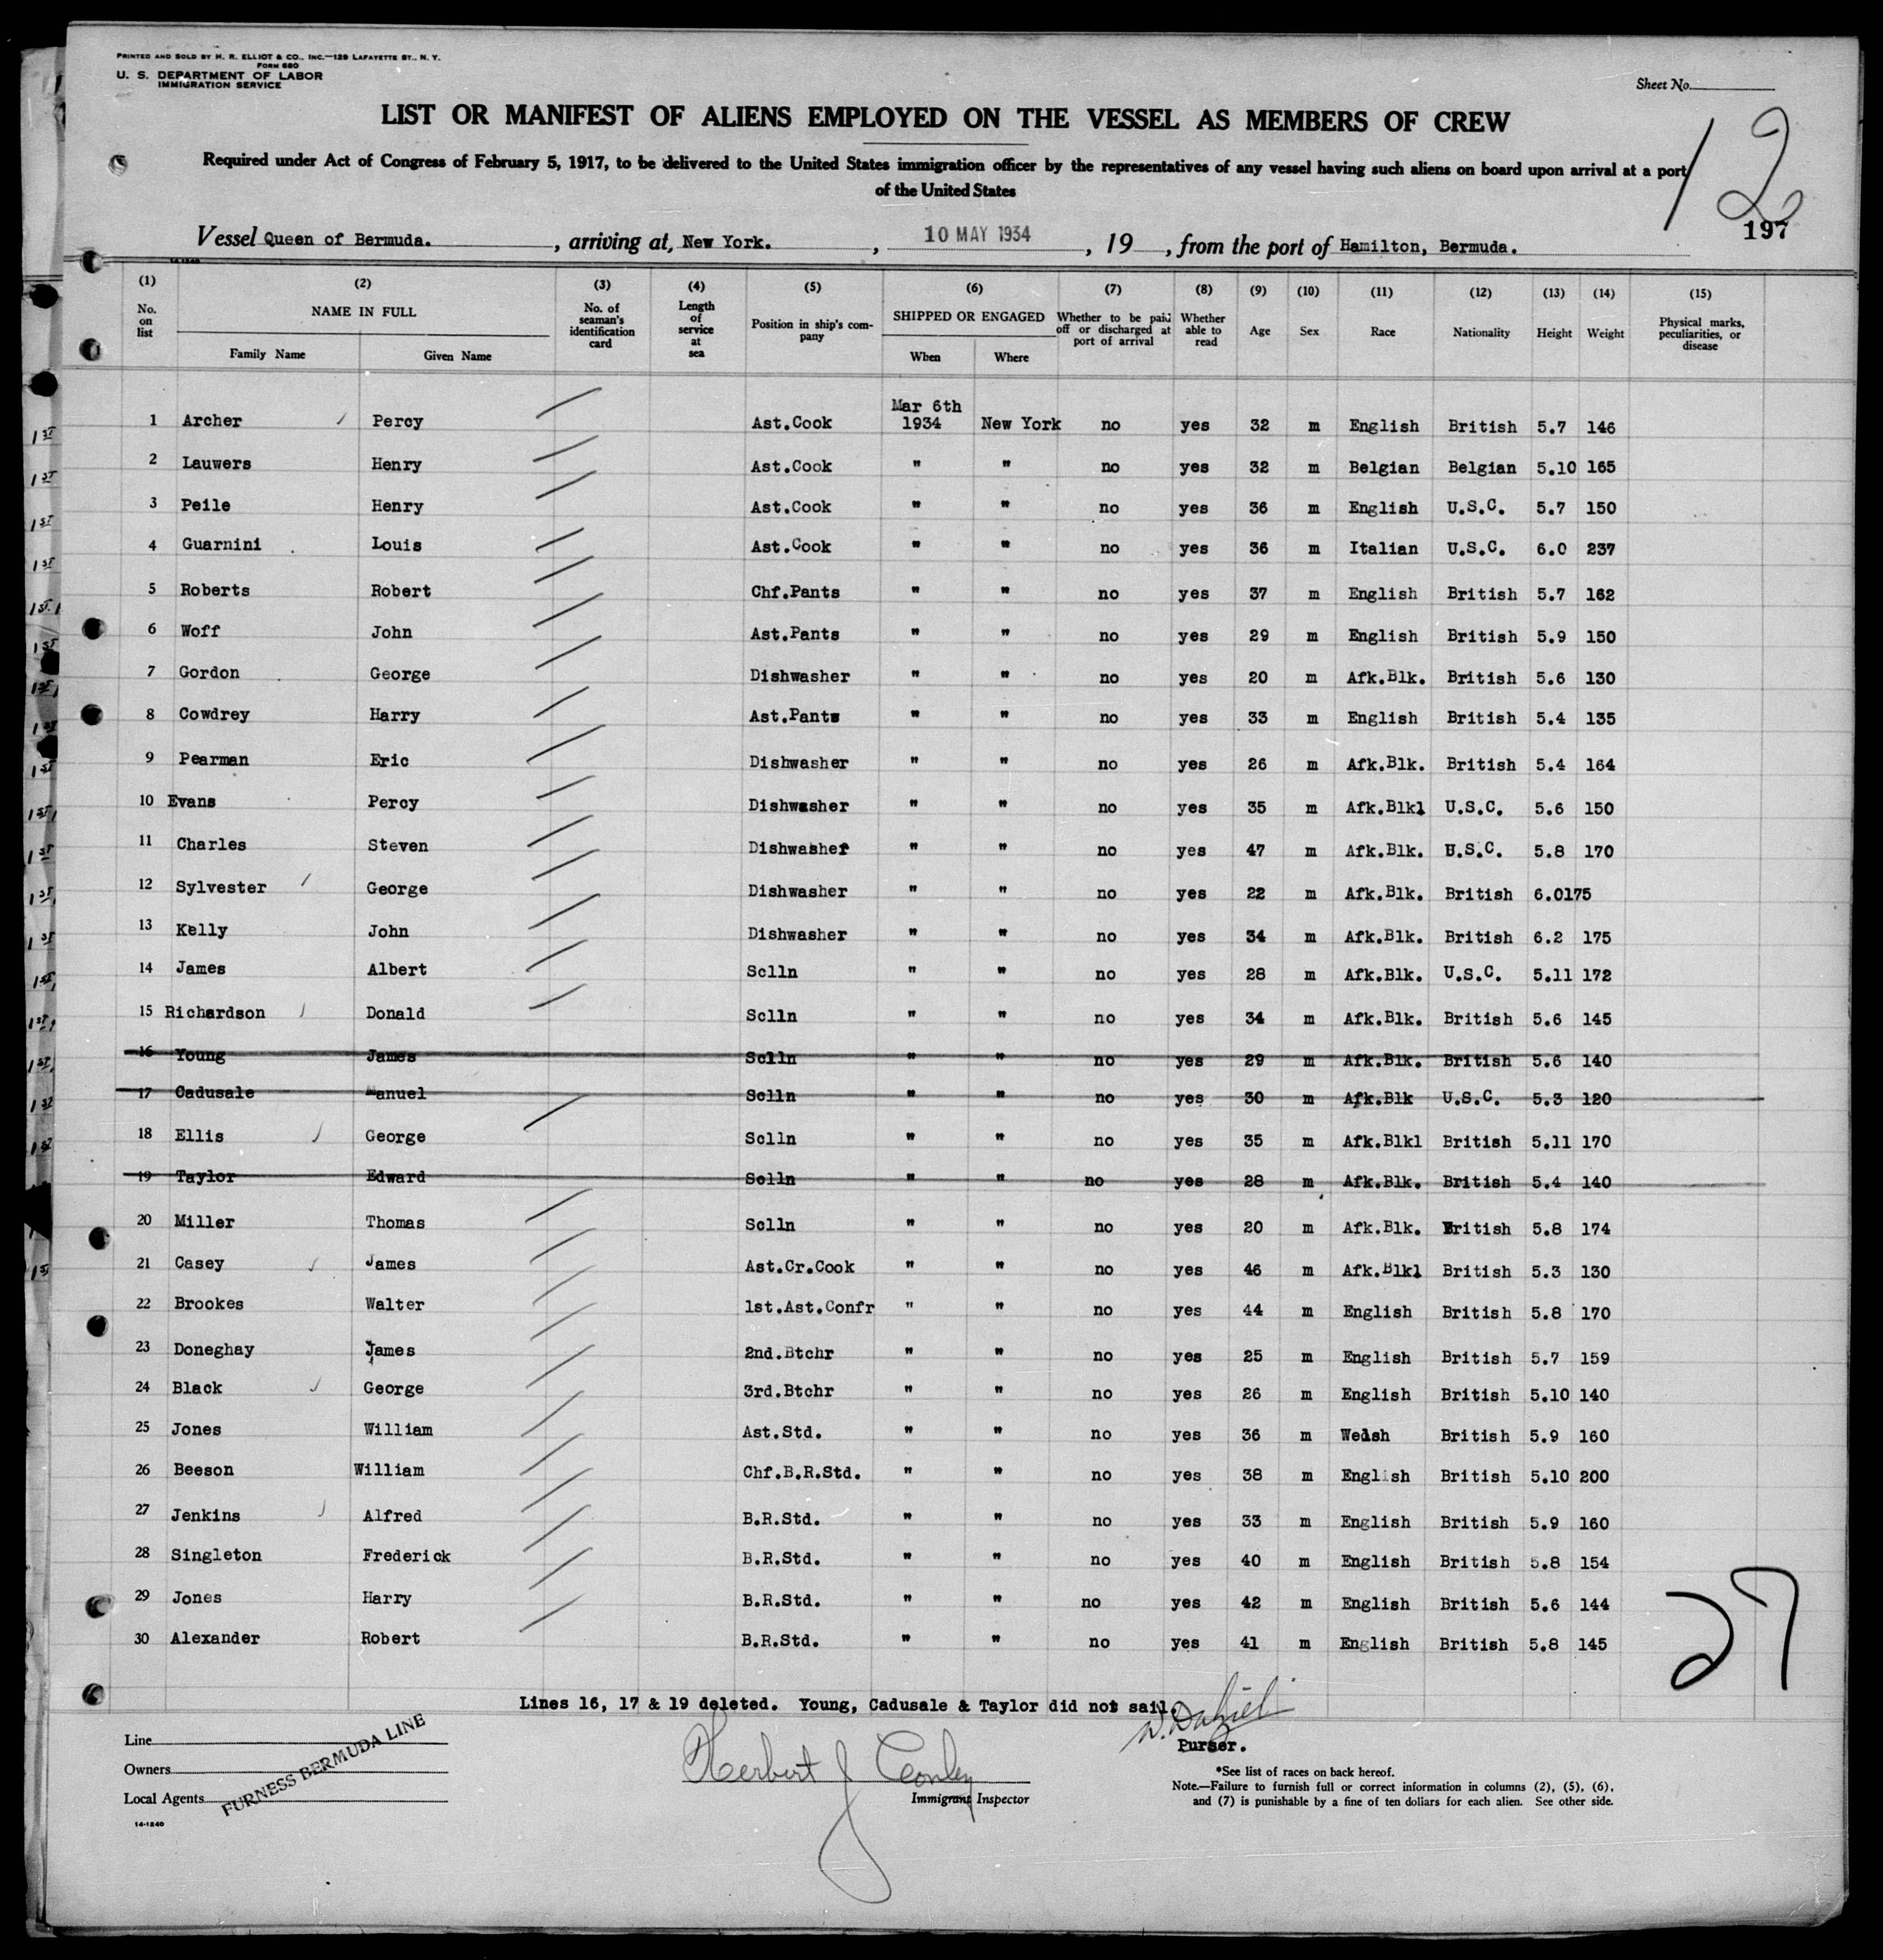 PRINTED AND SOLD BY H. R. ELLIOT & CO., INC.—129 LAFAYETTE ST., N. Y.
FORM 680
U. S. DEPARTMENT OF LABOR
IMMIGRATION SERVICE
Sheet No.
LIST OR MANIFEST OF ALIENS EMPLOYED ON THE VESSEL AS MEMBERS OF CREW
12
Required under Act of Congress of February 5, 1917, to be delivered to the United States immigration officer by the representatives of any vessel having such aliens on board upon arrival at a port
of the United States
197
Vessel Queen of Bermuda. , arriving at, New York. , 10 MAY 1934 , 19 , from the port of Hamilton, Bermuda.
(1) (2) (3) (4) (5) (6) (7) (8) (9) (10) (11) (12) (13) (14) (15)
No. on list NAME IN FULL Family Name Given Name No. of seaman's identification card Length of service at sea Position in ship's company SHIPPED OR ENGAGED When Where Whether to be paid off or discharged at port of arrival Whether able to read Age Sex Race Nationality Height Weight Physical marks, peculiarities, or disease
Mar 6th
1 Archer Percy Ast.Cook 1934 New York no yes 32 m English British 5.7 146
2 Lauwers Henry Ast.Cook " " no yes 32 m Belgian Belgian 5.10 165
3 Peile Henry Ast.Cook " " no yes 36 m English U.S.C. 5.7 150
4 Guarnini Louis Ast.Cook " " no yes 36 m Italian U.S.C. 6.0 237
5 Roberts Robert Chf.Pants " " no yes 37 m English British 5.7 162
6 Woff John Ast.Pants " " no yes 29 m English British 5.9 150
7 Gordon George Dishwasher " " no yes 20 m Afk.Blk. British 5.6 130
8 Cowdrey Harry Ast.Pants " " no yes 33 m English British 5.4 135
9 Pearman Eric Dishwasher " " no yes 26 m Afk.Blk. British 5.4 164
10 Evans Percy Dishwasher " " no yes 35 m Afk.Blkl U.S.C. 5.6 150
11 Charles Steven Dishwasher " " no yes 47 m Afk.Blk. U.S.C. 5.8 170
12 Sylvester George Dishwasher " " no yes 22 m Afk.Blk. British 6.0175
13 Kelly John Dishwasher " " no yes 34 m Afk.Blk. British 6.2 175
14 James Albert Sclln " " no yes 28 m Afk.Blk. U.S.C. 5.11 172
15 Richardson Donald Sclln " " no yes 34 m Afk.Blk. British 5.6 145
16 Young James Sclln " " no yes 29 m Afk.Blk. British 5.6 140
17 Cadusale Manuel Sclln " " no yes 30 m Afk.Blk U.S.C. 5.3 120
18 Ellis George Sclln " " no yes 35 m Afk.Blkl British 5.11 170
19 Taylor Edward Sclln " " no yes 28 m Afk.Blk. British 5.4 140
20 Miller Thomas Sclln " " no yes 20 m Afk.Blk. British 5.8 174
21 Casey James Ast.Cr.Cook " " no yes 46 m Afk.Blkl British 5.3 130
22 Brookes Walter 1st.Ast.Confr " " no yes 44 m English British 5.8 170
23 Doneghay James 2nd.Btchr " " no yes 25 m English British 5.7 159
24 Black George 3rd.Btchr " " no yes 26 m English British 5.10 140
25 Jones William Ast.Std. " " no yes 36 m Welsh British 5.9 160
26 Beeson William Chf.B.R.Std. " " no yes 38 m English British 5.10 200
27 Jenkins Alfred B.R.Std. " " no yes 33 m English British 5.9 160
28 Singleton Frederick B.R.Std. " " no yes 40 m English British 5.8 154
29 Jones Harry B.R.Std. " " no yes 42 m English British 5.6 144
30 Alexander Robert B.R.Std. " " no yes 41 m English British 5.8 145
27
Lines 16, 17 & 19 deleted. Young, Cadusale & Taylor did not sail.
W. Dalziel
Purser.
Line
Owners
Local Agents
FURNESS BERMUDA LINE
14-1240
Herbert J Conley
Immigrant Inspector
*See list of races on back hereof.
Note.—Failure to furnish full or correct information in columns (2), (5), (6),
and (7) is punishable by a fine of ten dollars for each alien. See other side.